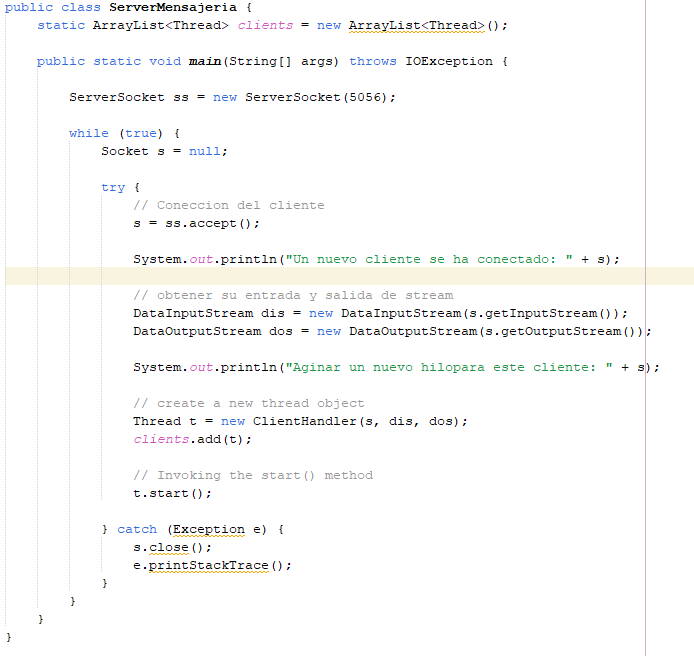 public class ServerMensajeria {
static ArrayList<Thread> clients = new ArrayList<Thread>();
public static void main(String[] args) throws IOException {
ServerSocket ss = new ServerSocket(5056);
while (true) {
Socket s = null;
try {
// Coneccion del cliente
s = ss.accept();
System.out.println("Un nuevo cliente se ha conectado: " + s);
// obtener su entrada y salida de stream
DataInputStream dis = new DataInputStream(s.getInputStream());
DataOutputStream dos = new DataOutputStream(s.getOutputStream());
System.out.println("Aginar un nuevo hilopara este cliente: " + s);
// create a new thread object
Thread t = new ClientHandler(s, dis, dos);
clients.add(t);
// Invoking the start() method
t.start();
} catch (Exception e) {
s.close();
e.printStackTrace();
}
}
}
}